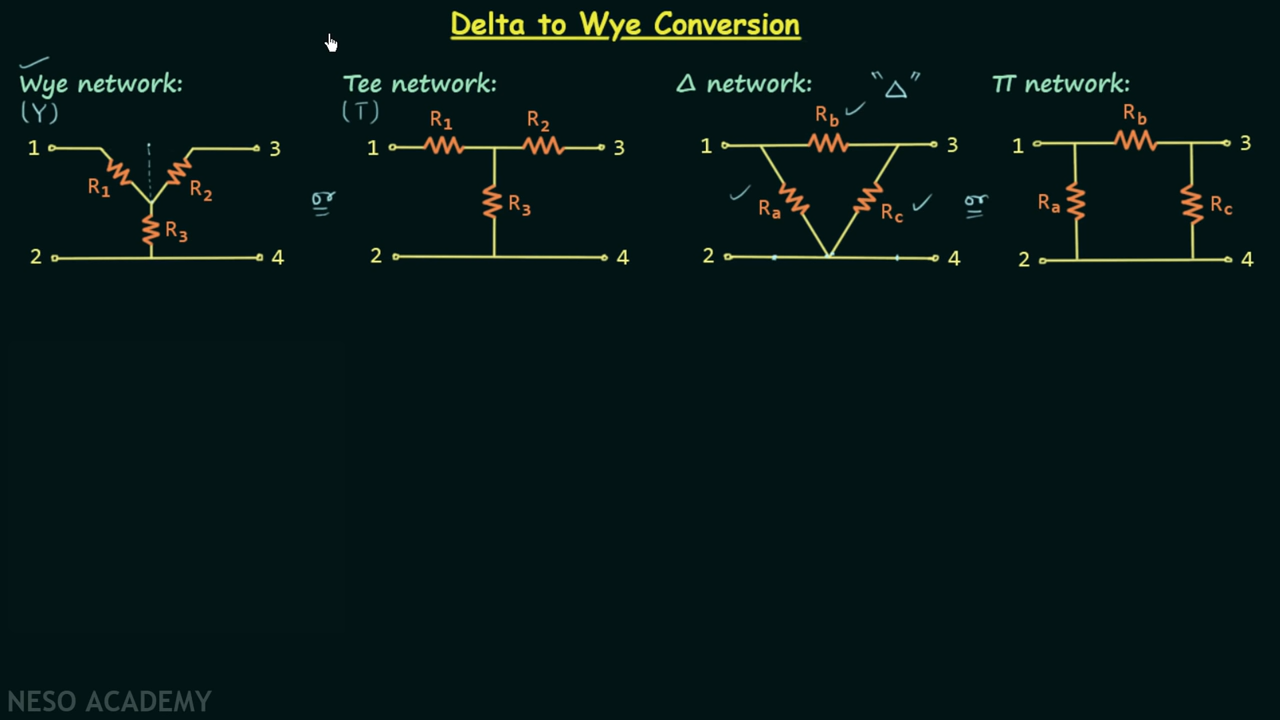 Delta to Wye Conversion
Wye network:
(Y)
1
3
R1
R2
R3
2
4
or
Tee network:
(T)
R1
R2
1
3
R3
2
4
Δ network:
"Δ"
Rb
1
3
Ra
Rc
2
4
or
π network:
Rb
1
3
Ra
Rc
2
4
NESO ACADEMY